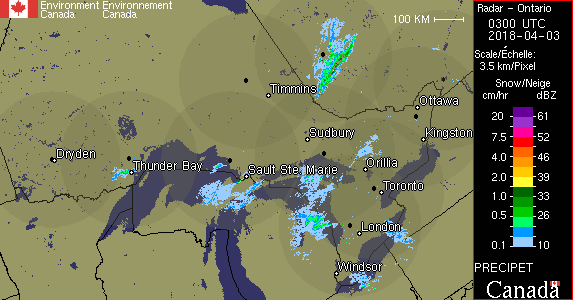 Environment Environnement
Canada Canada
100 KM
Timmins
Ottawa
Sudbury
Kingston
Dryden
Thunder Bay
Sault Ste. Marie
Orillia
Toronto
London
Windsor
Radar - Ontario
0300 UTC
2018-04-03
Scale/Échelle:
3.5 km/Pixel
Snow/Neige
cm/hr dBZ
20 61
7.5 52
4.0 46
2.0 39
1.0 33
0.5 26
0.1 10
PRECIPET
Canada